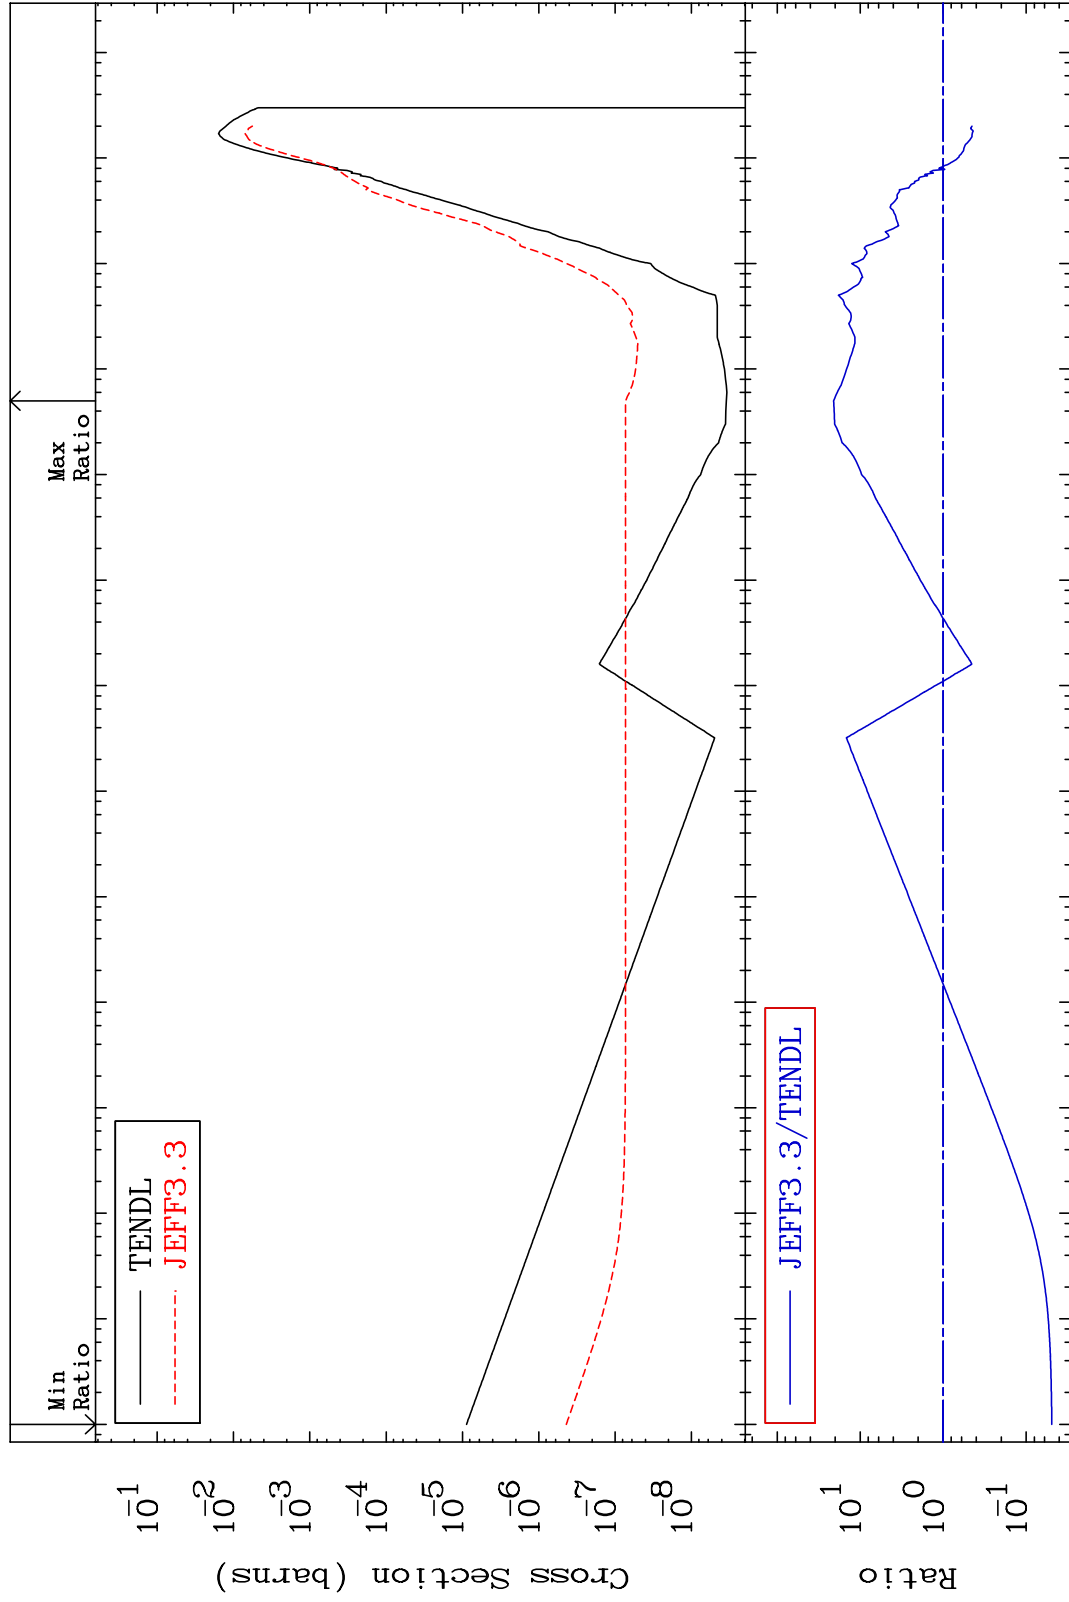 Min
Ratio
Max
Ratio
TENDL
JEFF3.3
10^-1
10^-2
10^-3
10^-4
10^-5
10^-6
10^-7
10^-8
Cross Section (barns)
JEFF3.3/TENDL
10^1
10^0
10^-1
Ratio